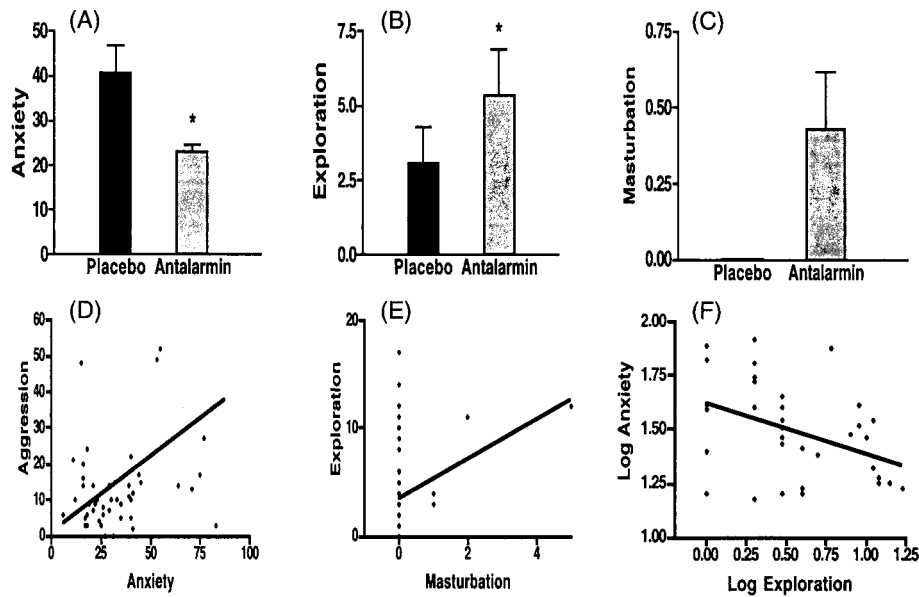 (A)
50
40
30
20
10
0
Anxiety
*
Placebo Antalarmin
(B)
7.5
5.0
2.5
0.0
Exploration
*
Placebo Antalarmin
(C)
0.75
0.50
0.25
0.00
Masturbation
Placebo Antalarmin
(D)
60
50
40
30
20
10
0
Aggression
0 25 50 75 100
Anxiety
(E)
20
10
0
Exploration
0 2 4
Masturbation
(F)
2.00
1.75
1.50
1.25
1.00
Log Anxiety
0.00 0.25 0.50 0.75 1.00 1.25
Log Exploration